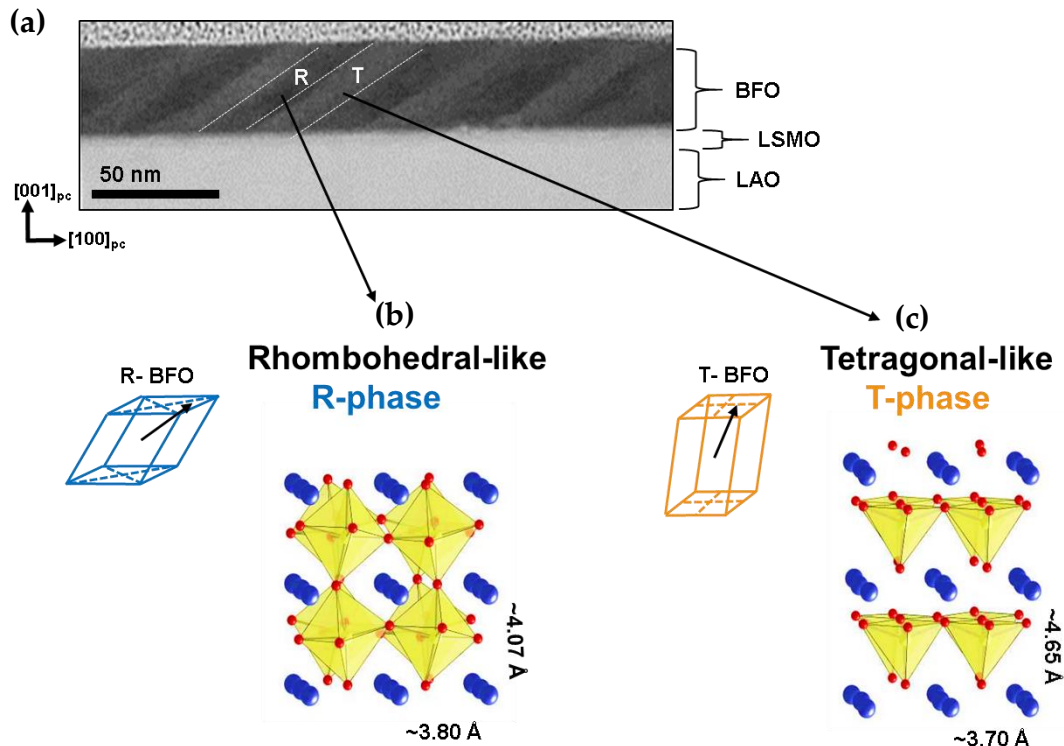 (a)
R
T
BFO
LSMO
LAO
50 nm
[001]pc
[100]pc
(b)
(c)
Rhombohedral-like
R-phase
Tetragonal-like
T-phase
R- BFO
T- BFO
~4.07 Å
~3.80 Å
~4.65 Å
~3.70 Å